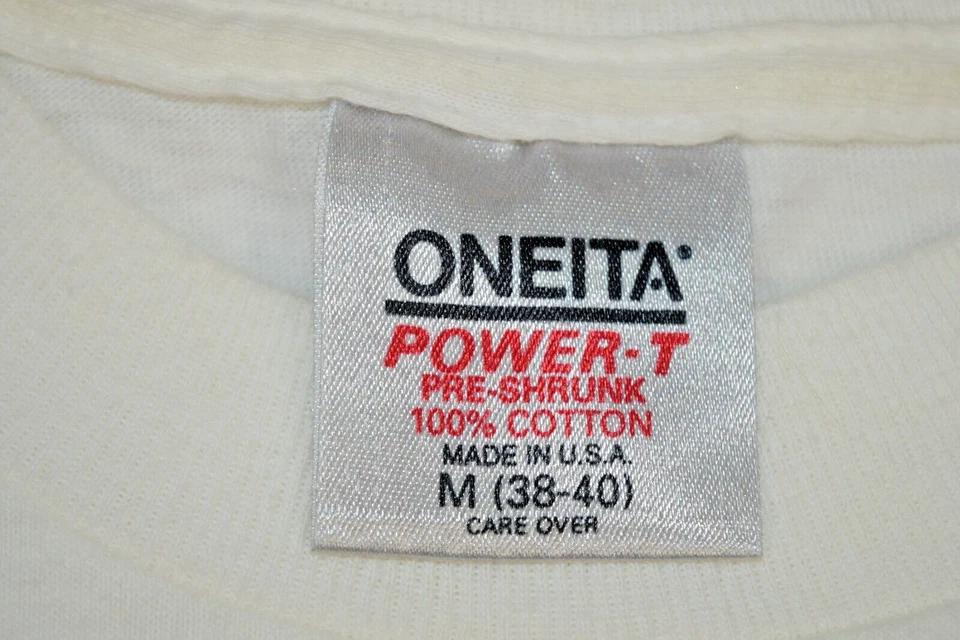 ONEITA®
POWER-T
PRE-SHRUNK
100% COTTON
MADE IN U.S.A.
M (38-40)
CARE OVER